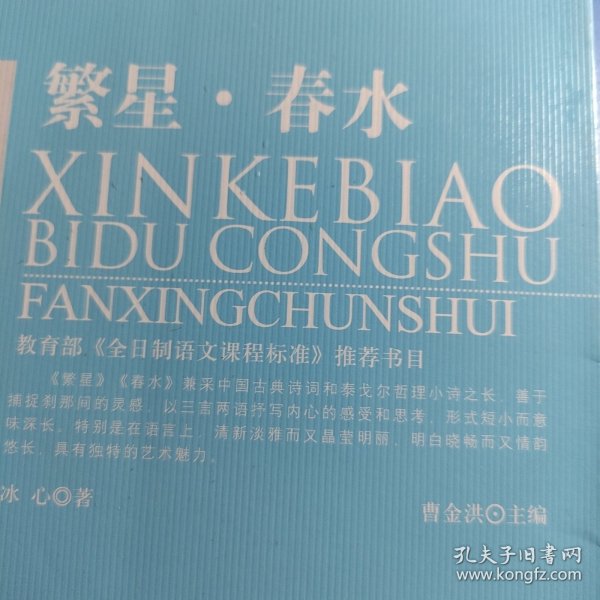 繁星·春水
XINKEBIAO
BIDU CONGSHU
FANXINGCHUNSHUI
教育部《全日制语文课程标准》推荐书目
《繁星》《春水》兼采中国古典诗词和泰戈尔哲理小诗之长，善于
捕捉刹那间的灵感，以三言两语抒写内心的感受和思考，形式短小而意
味深长。特别是在语言上，清新淡雅而又晶莹明丽，明白晓畅而又情韵
悠长，具有独特的艺术魅力。
冰 心◎著
曹金洪⊙主编
孔夫子旧书网
www.kongfz.com